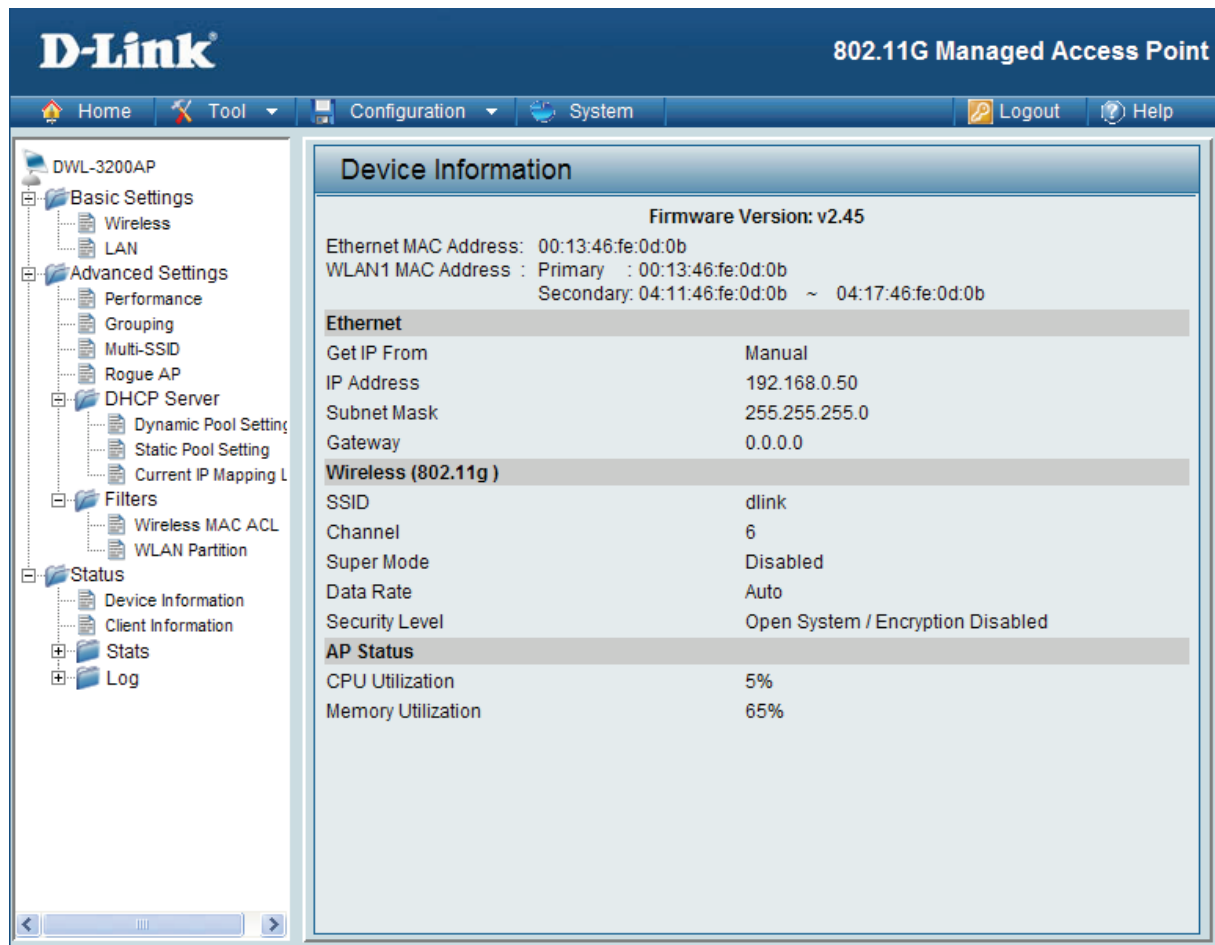 D-Link
802.11G Managed Access Point
Home Tool Configuration System Logout Help
DWL-3200AP
Basic Settings
Wireless
LAN
Advanced Settings
Performance
Grouping
Multi-SSID
Rogue AP
DHCP Server
Dynamic Pool Setting
Static Pool Setting
Current IP Mapping L
Filters
Wireless MAC ACL
WLAN Partition
Status
Device Information
Client Information
Stats
Log
Device Information
Firmware Version: v2.45
Ethernet MAC Address: 00:13:46:fe:0d:0b
WLAN1 MAC Address : Primary : 00:13:46:fe:0d:0b
Secondary: 04:11:46:fe:0d:0b ~ 04:17:46:fe:0d:0b
Ethernet
Get IP From Manual
IP Address 192.168.0.50
Subnet Mask 255.255.255.0
Gateway 0.0.0.0
Wireless (802.11g )
SSID dlink
Channel 6
Super Mode Disabled
Data Rate Auto
Security Level Open System / Encryption Disabled
AP Status
CPU Utilization 5%
Memory Utilization 65%